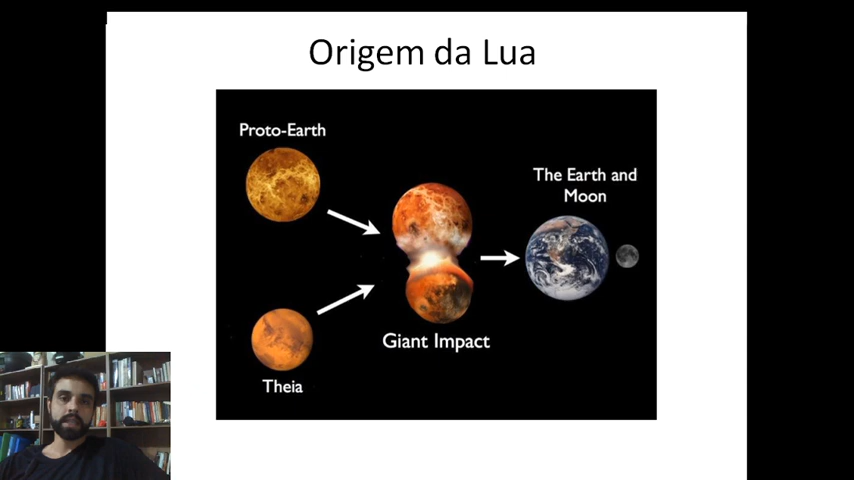 Origem da Lua
Proto-Earth
The Earth and
Moon
Giant Impact
Theia